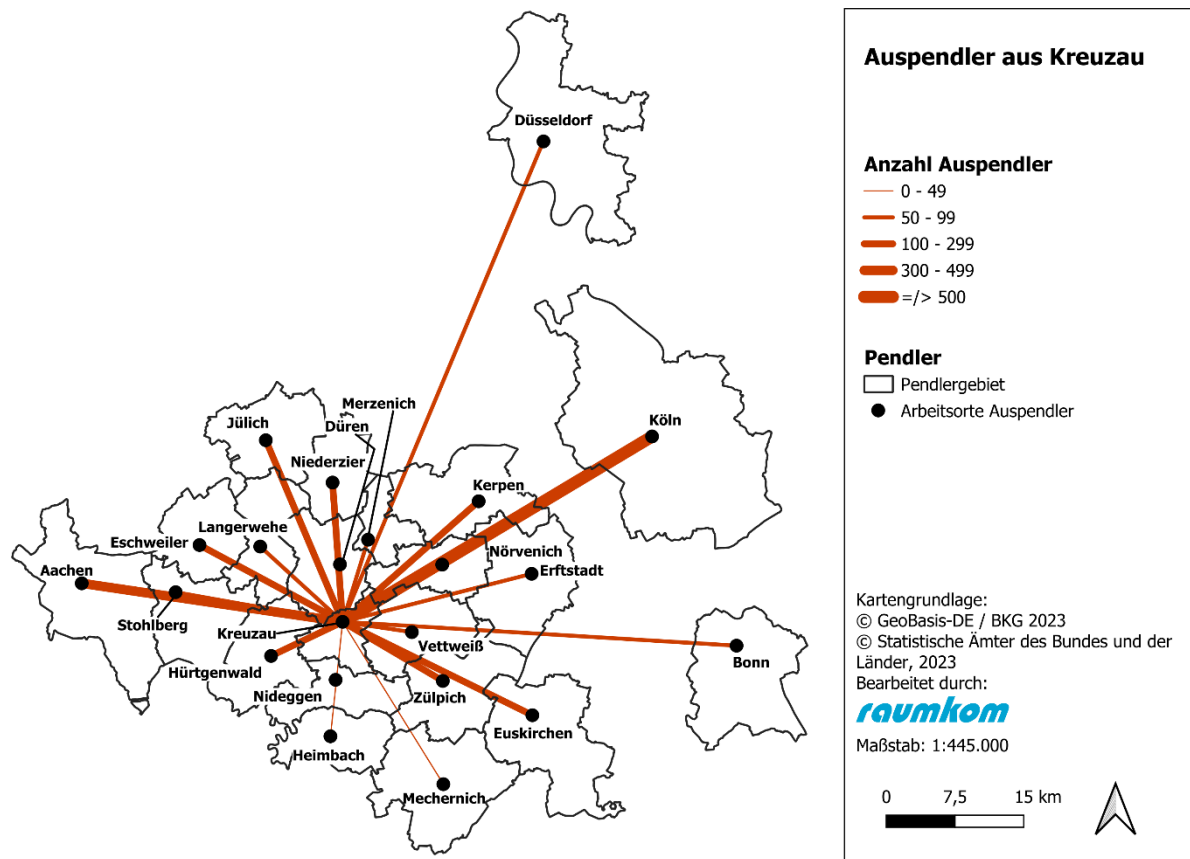 Düsseldorf
Merzenich
Jülich
Düren
Köln
Niederzier
Kerpen
Langerwehe
Eschweiler
Nörvenich
Aachen
Erftstadt
Stohlberg
Kreuzau
Vettweiß
Bonn
Hürtgenwald
Nideggen
Zülpich
Euskirchen
Heimbach
Mechernich
Auspendler aus Kreuzau
Anzahl Auspendler
0 - 49
50 - 99
100 - 299
300 - 499
=/> 500
Pendler
Pendlergebiet
Arbeitsorte Auspendler
Kartengrundlage:
© GeoBasis-DE / BKG 2023
© Statistische Ämter des Bundes und der
Länder, 2023
Bearbeitet durch:
raumkom
Maßstab: 1:445.000
0 7,5 15 km